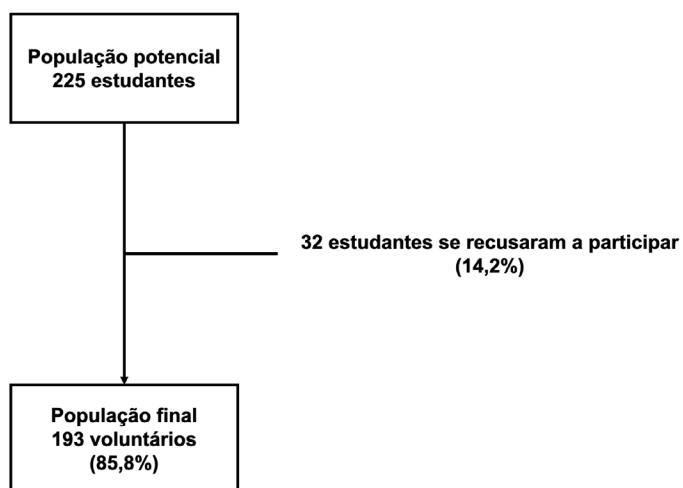 População potencial
225 estudantes
32 estudantes se recusaram a participar
(14,2%)
População final
193 voluntários
(85,8%)